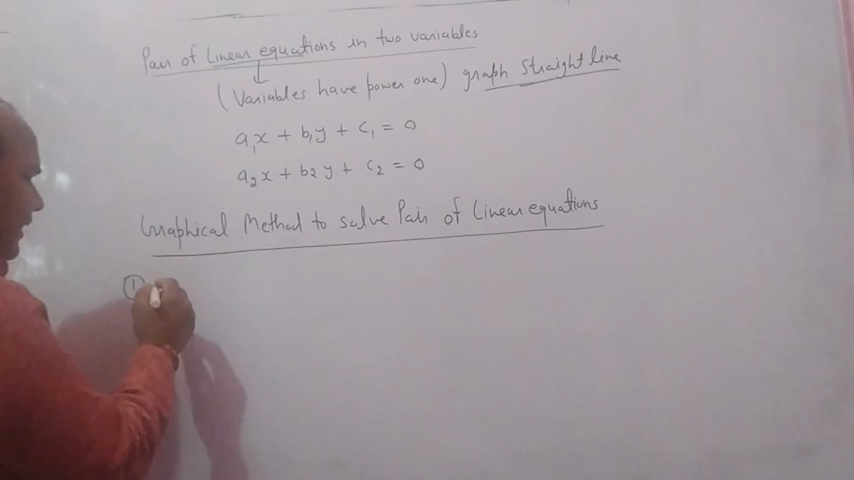 Pair of Linear equations in two variables
↓
(Variables have power one) graph straight line
a₁x + b₁y + c₁ = 0
a₂x + b₂y + c₂ = 0
Graphical Method to solve Pair of Linear equations
①